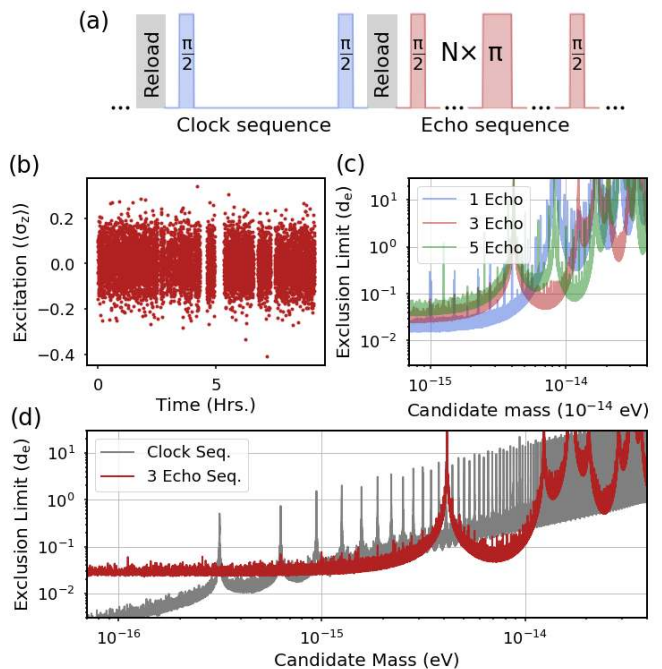 (a)
Reload
π/2
π/2
Reload
π/2
N× π
π/2
...
...
...
...
Clock sequence
Echo sequence
(b)
Excitation (⟨σz⟩)
0.2
0.0
−0.2
−0.4
0
5
Time (Hrs.)
(c)
Exclusion Limit (de)
10¹
10⁰
10⁻¹
10⁻²
1 Echo
3 Echo
5 Echo
10⁻¹⁵
10⁻¹⁴
Candidate mass (10⁻¹⁴ eV)
(d)
Exclusion Limit (de)
10¹
10⁰
10⁻¹
10⁻²
Clock Seq.
3 Echo Seq.
10⁻¹⁶
10⁻¹⁵
10⁻¹⁴
Candidate Mass (eV)